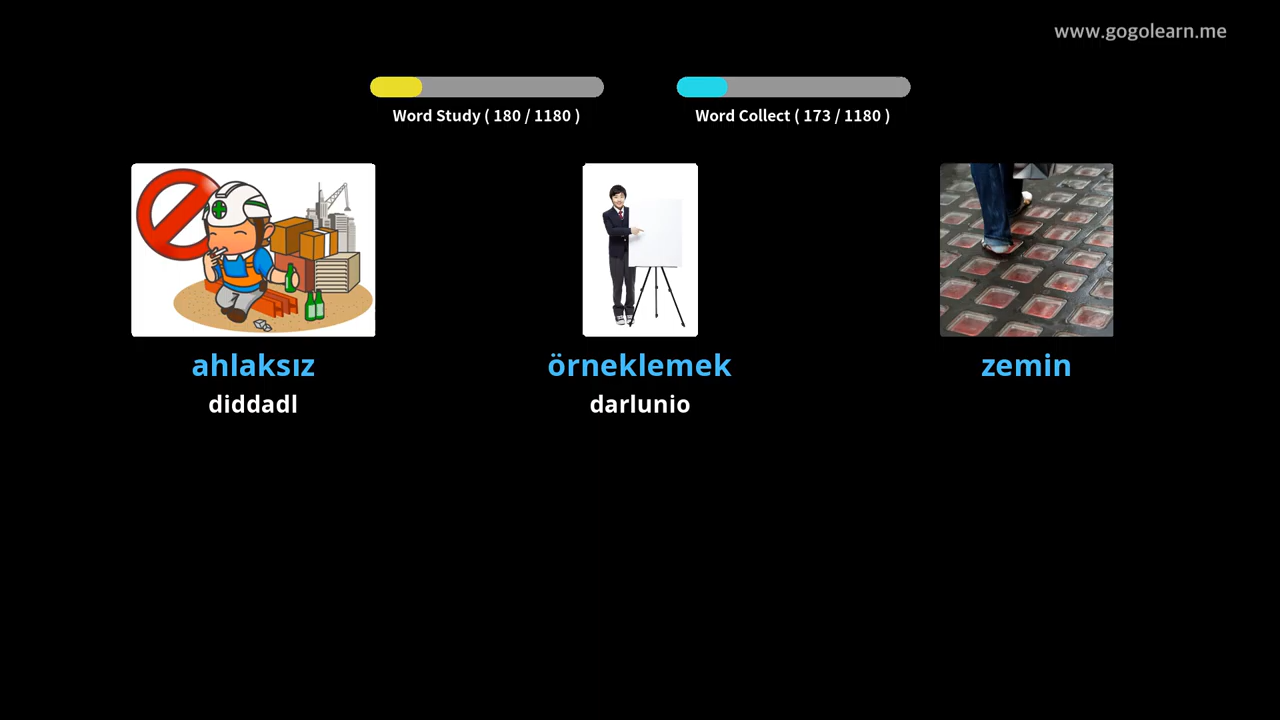 www.gogolearn.me
Word Study ( 180 / 1180 )
Word Collect ( 173 / 1180 )
ahlaksız
örneklemek
zemin
diddadl
darlunio